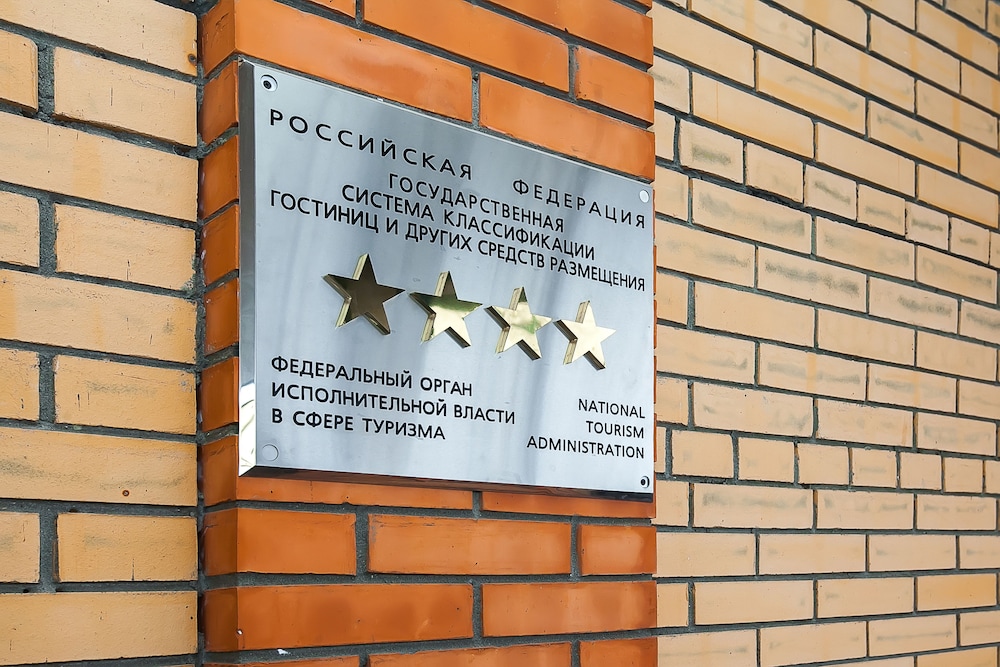 РОССИЙСКАЯ ФЕДЕРАЦИЯ
ГОСУДАРСТВЕННАЯ
СИСТЕМА КЛАССИФИКАЦИИ
ГОСТИНИЦ И ДРУГИХ СРЕДСТВ РАЗМЕЩЕНИЯ
ФЕДЕРАЛЬНЫЙ ОРГАН
ИСПОЛНИТЕЛЬНОЙ ВЛАСТИ
В СФЕРЕ ТУРИЗМА
NATIONAL
TOURISM
ADMINISTRATION